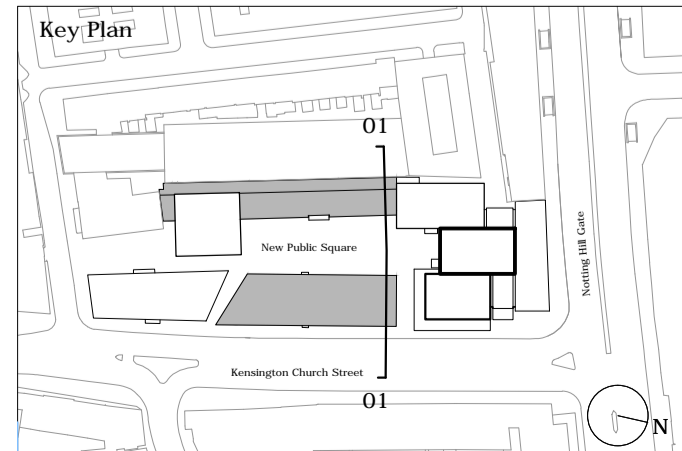 Key Plan
01
Notting Hill Gate
New Public Square
Kensington Church Street
01
N